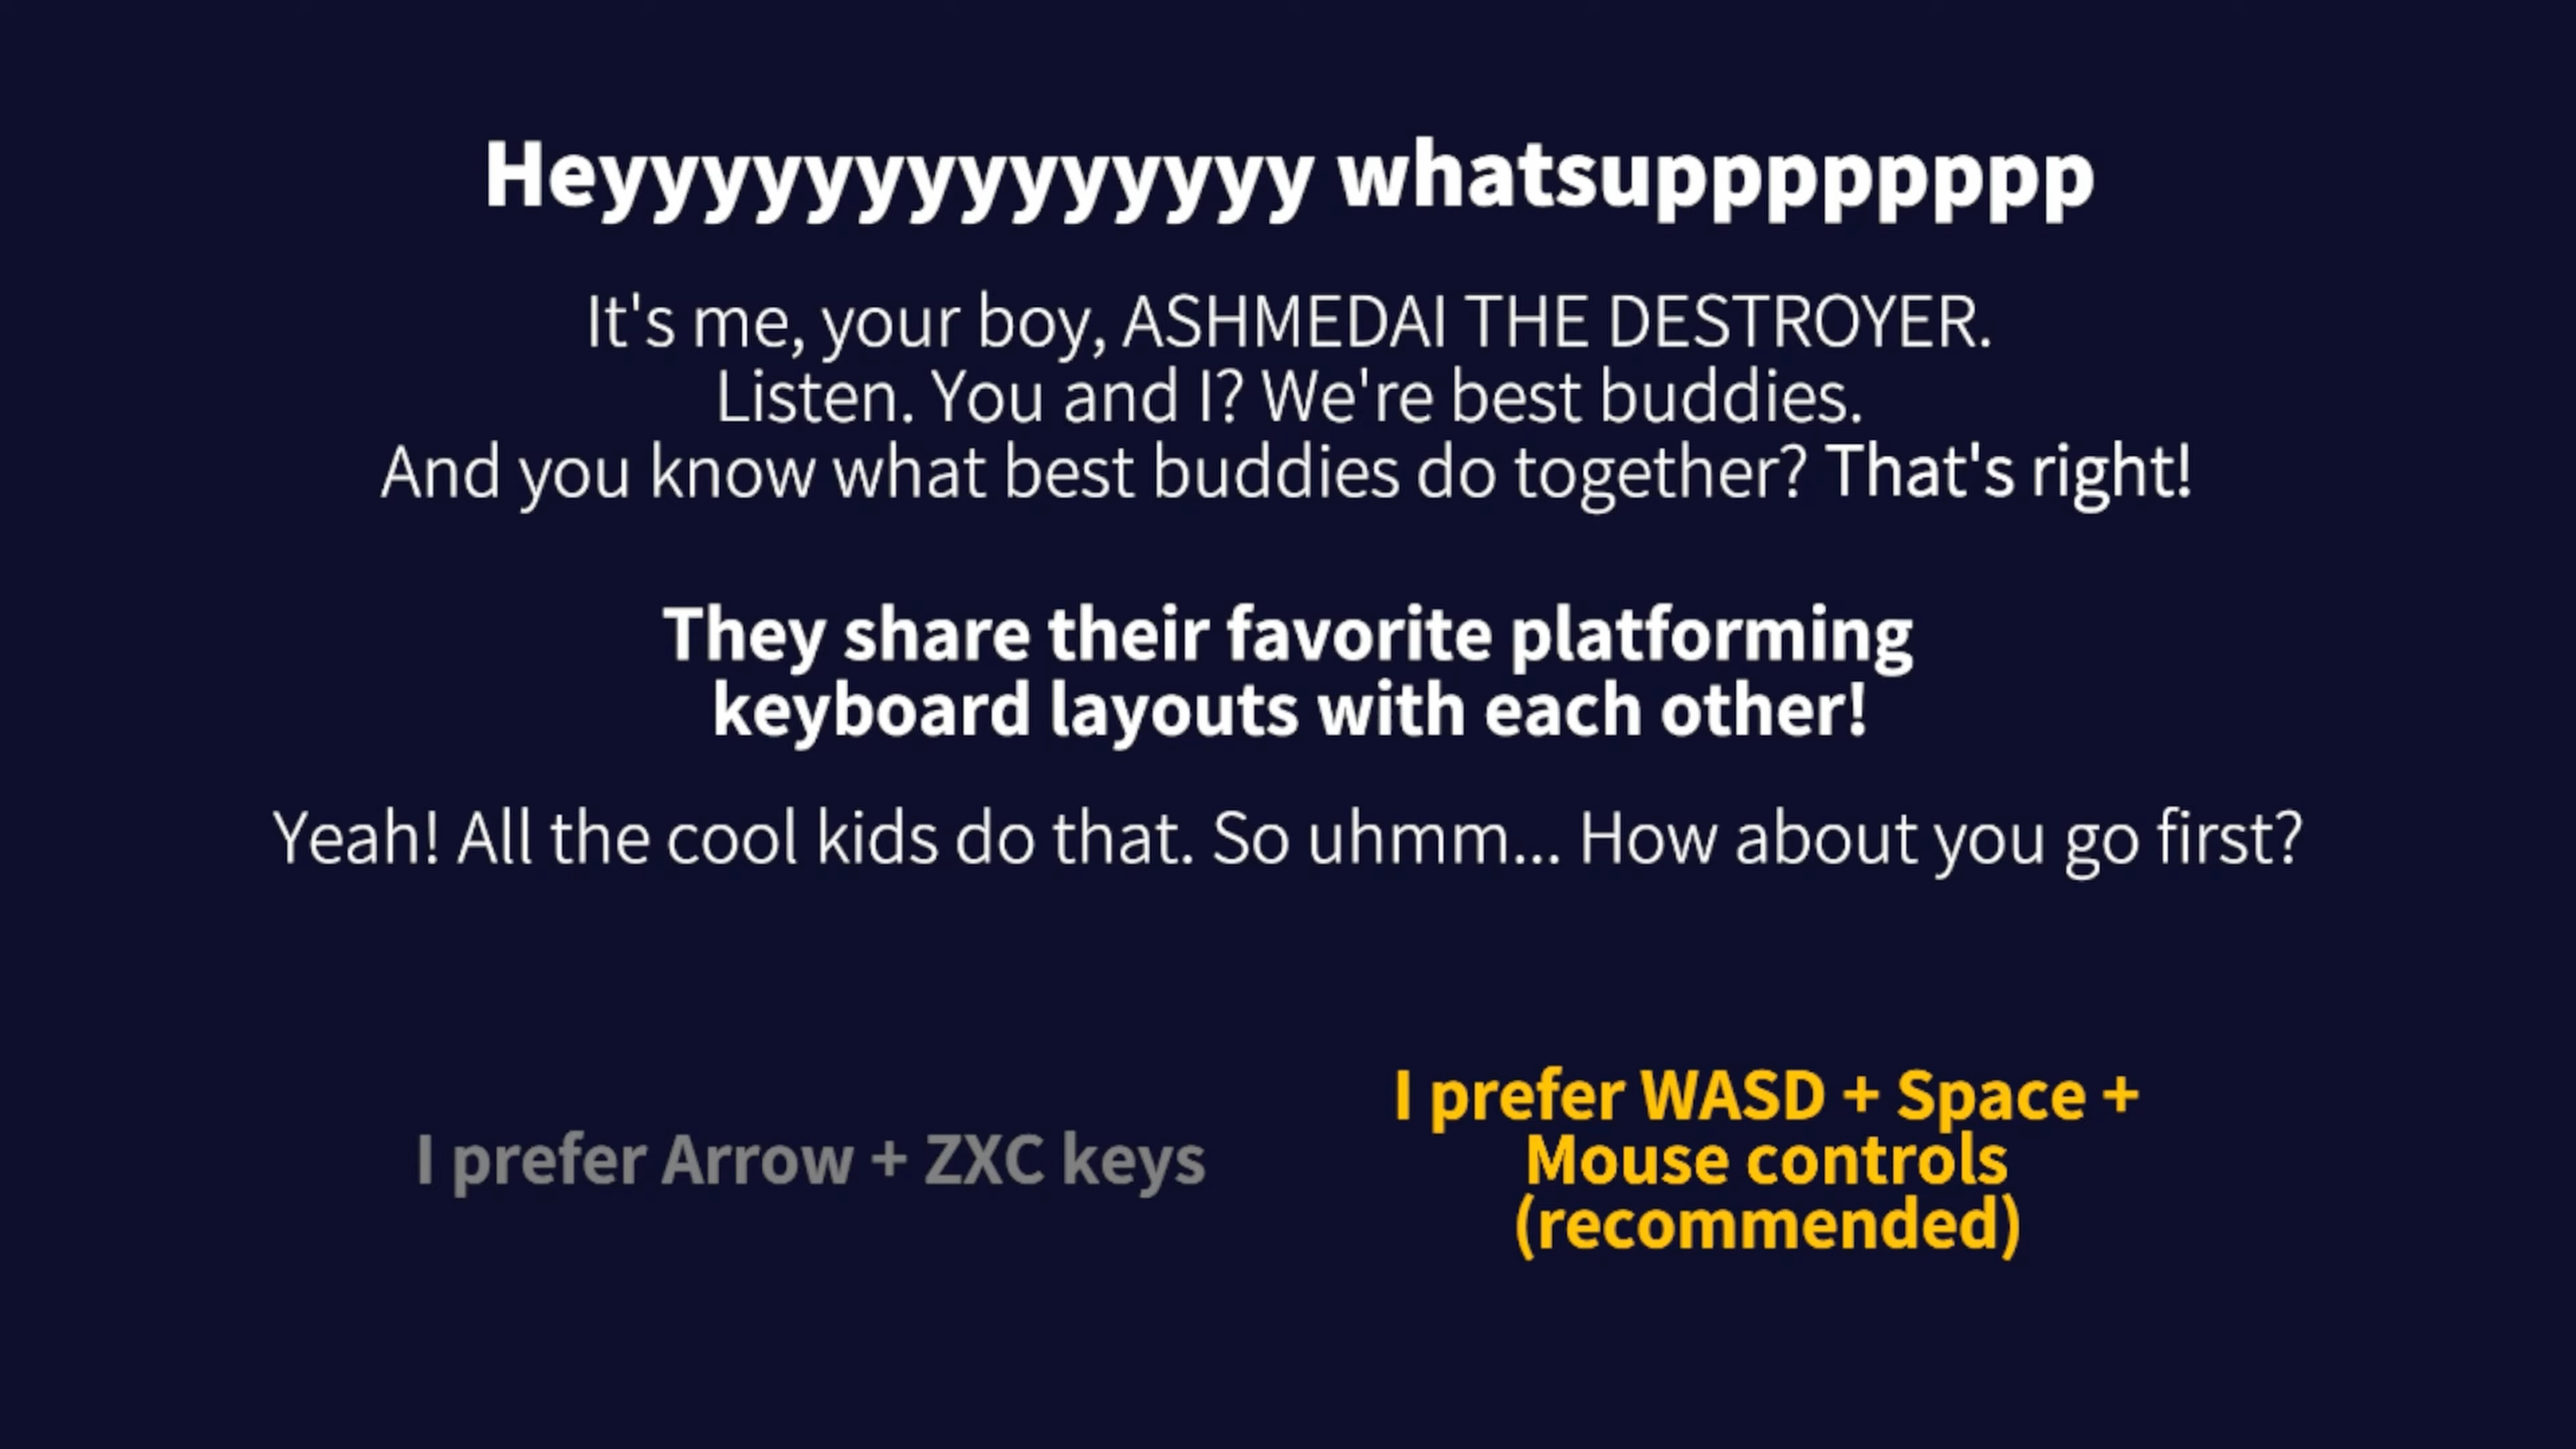 Heyyyyyyyyyyyyyy whatsupppppppp
It's me, your boy, ASHMEDAI THE DESTROYER.
Listen. You and I? We're best buddies.
And you know what best buddies do together? That's right!
They share their favorite platforming
keyboard layouts with each other!
Yeah! All the cool kids do that. So uhmm... How about you go first?
I prefer Arrow + ZXC keys
I prefer WASD + Space +
Mouse controls
(recommended)